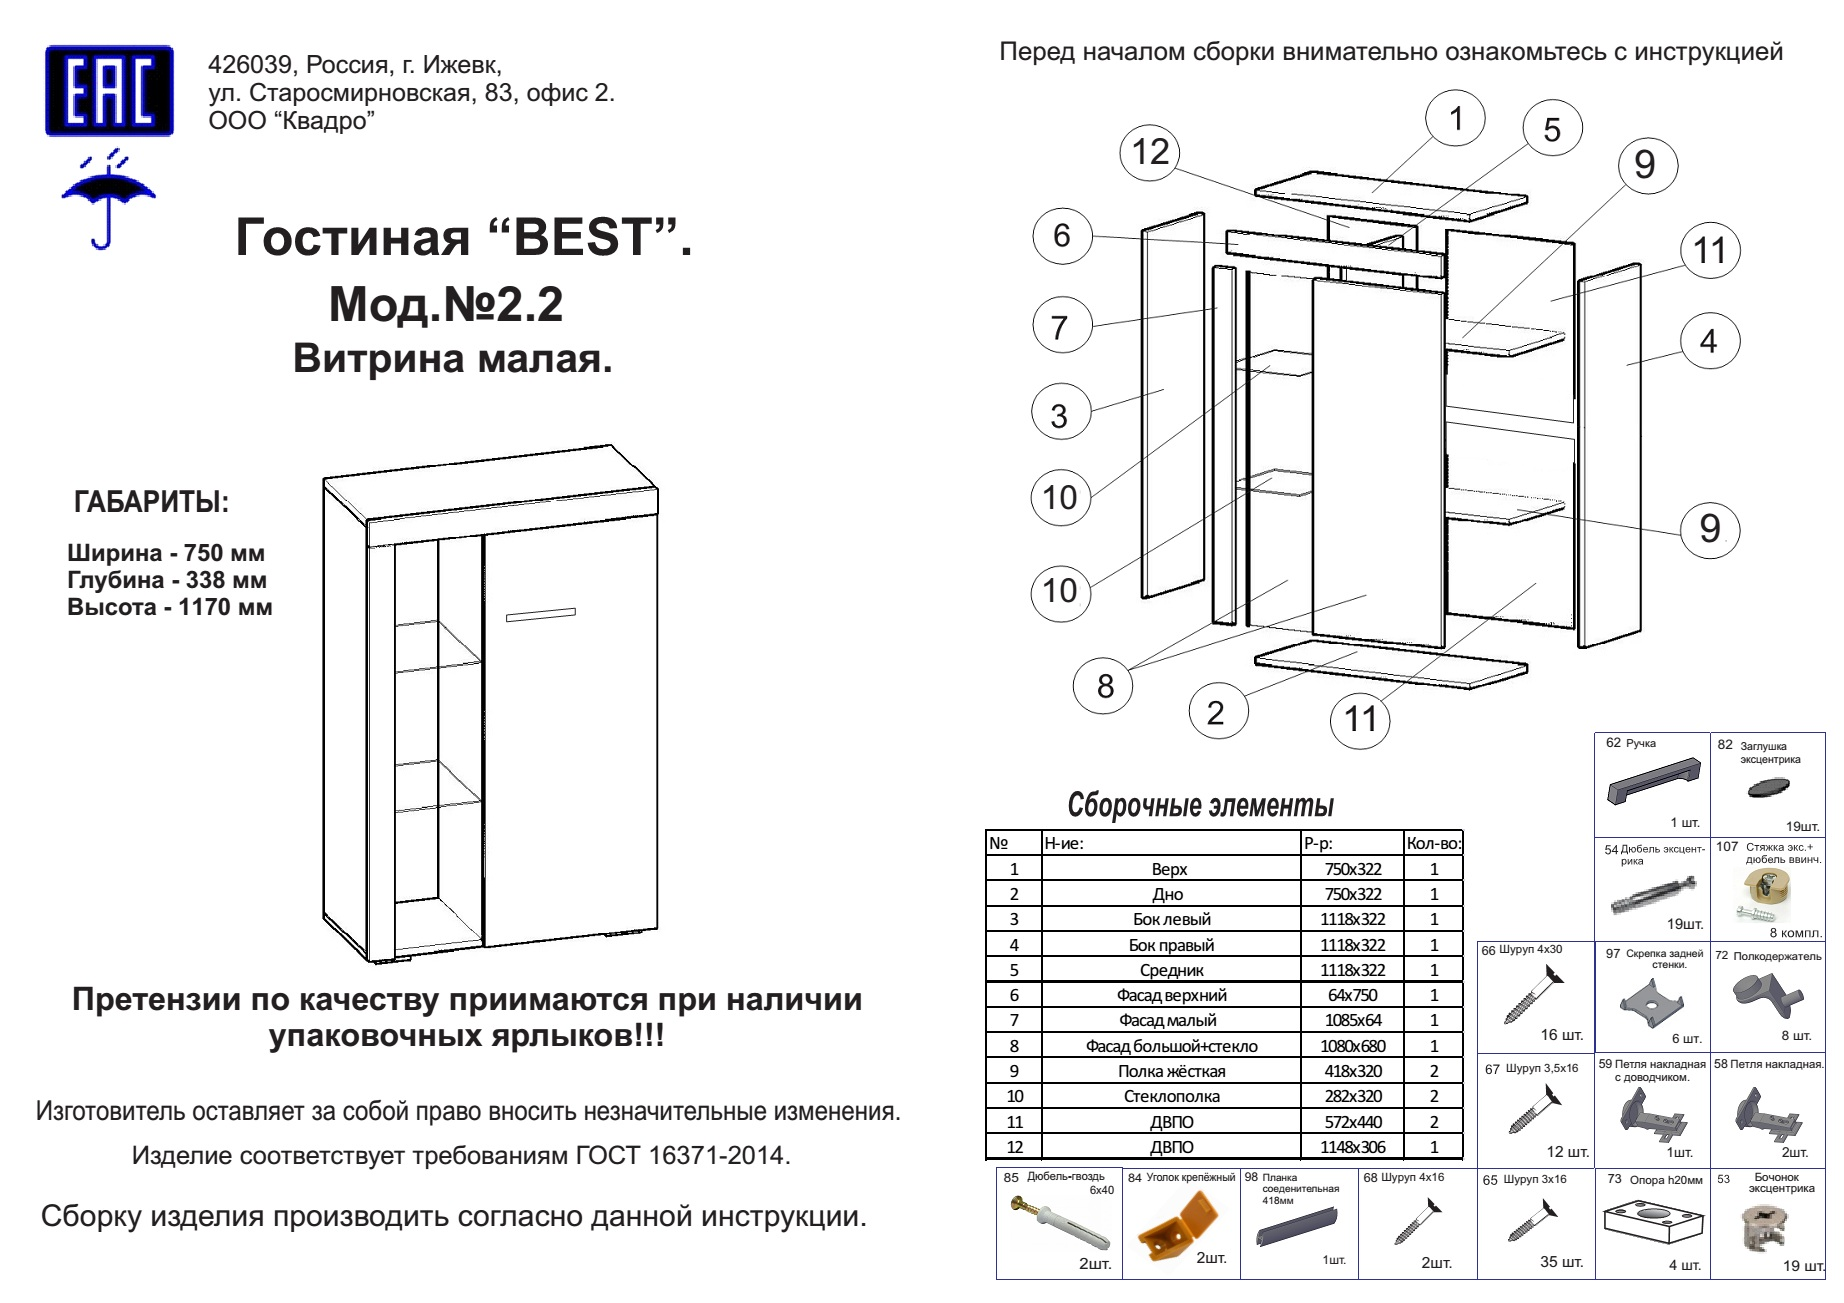 EAC
426039, Россия, г. Ижевк,
ул. Старосмирновская, 83, офис 2.
ООО “Квадро”
Гостиная “BEST”.
Мод.№2.2
Витрина малая.
ГАБАРИТЫ:
Ширина - 750 мм
Глубина - 338 мм
Высота - 1170 мм
Претензии по качеству приимаются при наличии
упаковочных ярлыков!!!
Изготовитель оставляет за собой право вносить незначительные изменения.
Изделие соответствует требованиям ГОСТ 16371-2014.
Сборку изделия производить согласно данной инструкции.
Перед началом сборки внимательно ознакомьтесь с инструкцией
1
5
12
9
6
11
7
4
3
10
9
10
8
2
11
Сборочные элементы
№ Н-ие: Р-р: Кол-во:
1 Верх 750х322 1
2 Дно 750х322 1
3 Бок левый 1118х322 1
4 Бок правый 1118х322 1
5 Средник 1118х322 1
6 Фасад верхний 64х750 1
7 Фасад малый 1085х64 1
8 Фасад большой+стекло 1080х680 1
9 Полка жёсткая 418х320 2
10 Стеклополка 282х320 2
11 ДВПО 572х440 2
12 ДВПО 1148х306 1
62 Ручка
1 шт.
82 Заглушка
эксцентрика
19шт.
54 Дюбель эксцент-
рика
19шт.
107 Стяжка экс.+
дюбель ввинч.
8 компл.
66 Шуруп 4х30
16 шт.
97 Скрепка задней
стенки.
6 шт.
72 Полкодержатель
8 шт.
67 Шуруп 3,5х16
12 шт.
59 Петля накладная
с доводчиком.
1шт.
58 Петля накладная.
2шт.
85 Дюбель-гвоздь
6х40
2шт.
84 Уголок крепёжный
2шт.
98 Планка
соеденительная
418мм
1шт.
68 Шуруп 4х16
2шт.
65 Шуруп 3х16
35 шт.
73 Опора h20мм
4 шт.
53 Бочонок
эксцентрика
19 шт.